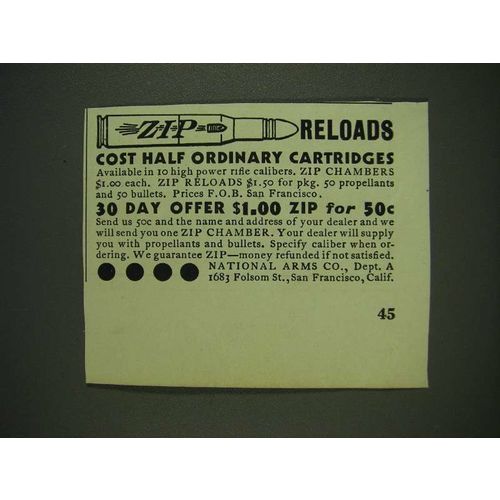 Z-I-P RELOADS
COST HALF ORDINARY CARTRIDGES
Available in 10 high power rifle calibers. ZIP CHAMBERS
$1.00 each. ZIP RELOADS $1.50 for pkg. 50 propellants
and 50 bullets. Prices F.O.B. San Francisco.
30 DAY OFFER $1.00 ZIP for 50c
Send us 50c and the name and address of your dealer and we
will send you one ZIP CHAMBER. Your dealer will supply
you with propellants and bullets. Specify caliber when or-
dering. We guarantee ZIP—money refunded if not satisfied.
NATIONAL ARMS CO., Dept. A
1683 Folsom St., San Francisco, Calif.
45